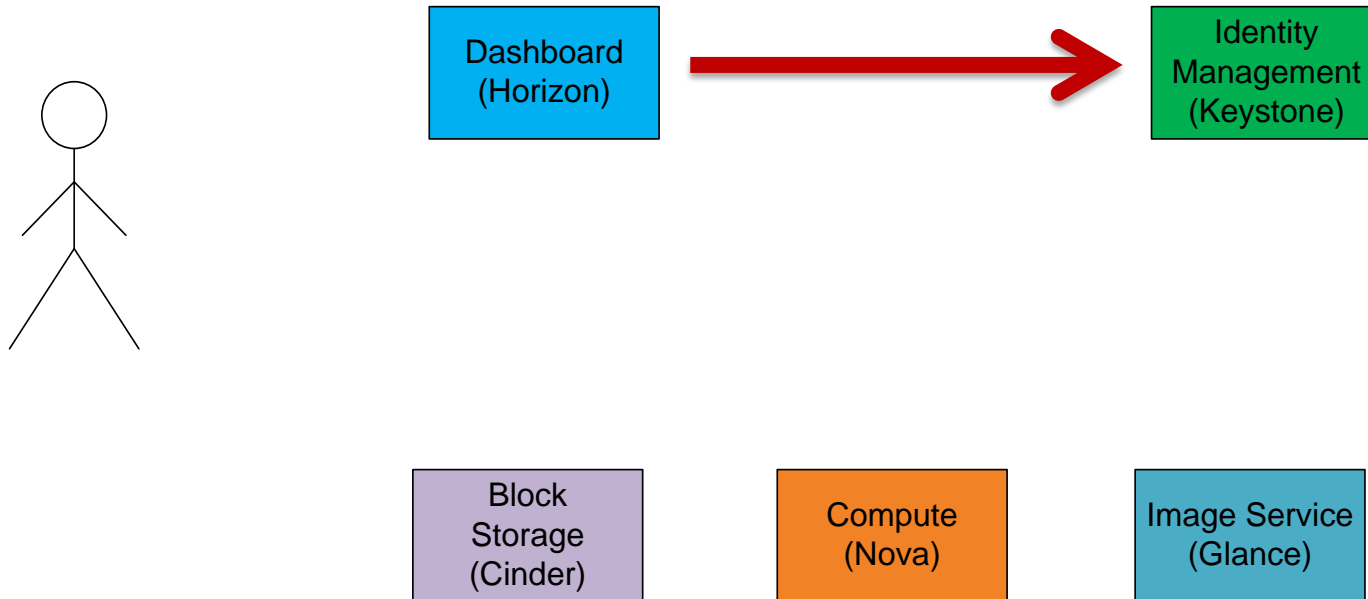 Dashboard
(Horizon)
Identity
Management
(Keystone)
Block
Storage
(Cinder)
Compute
(Nova)
Image Service
(Glance)